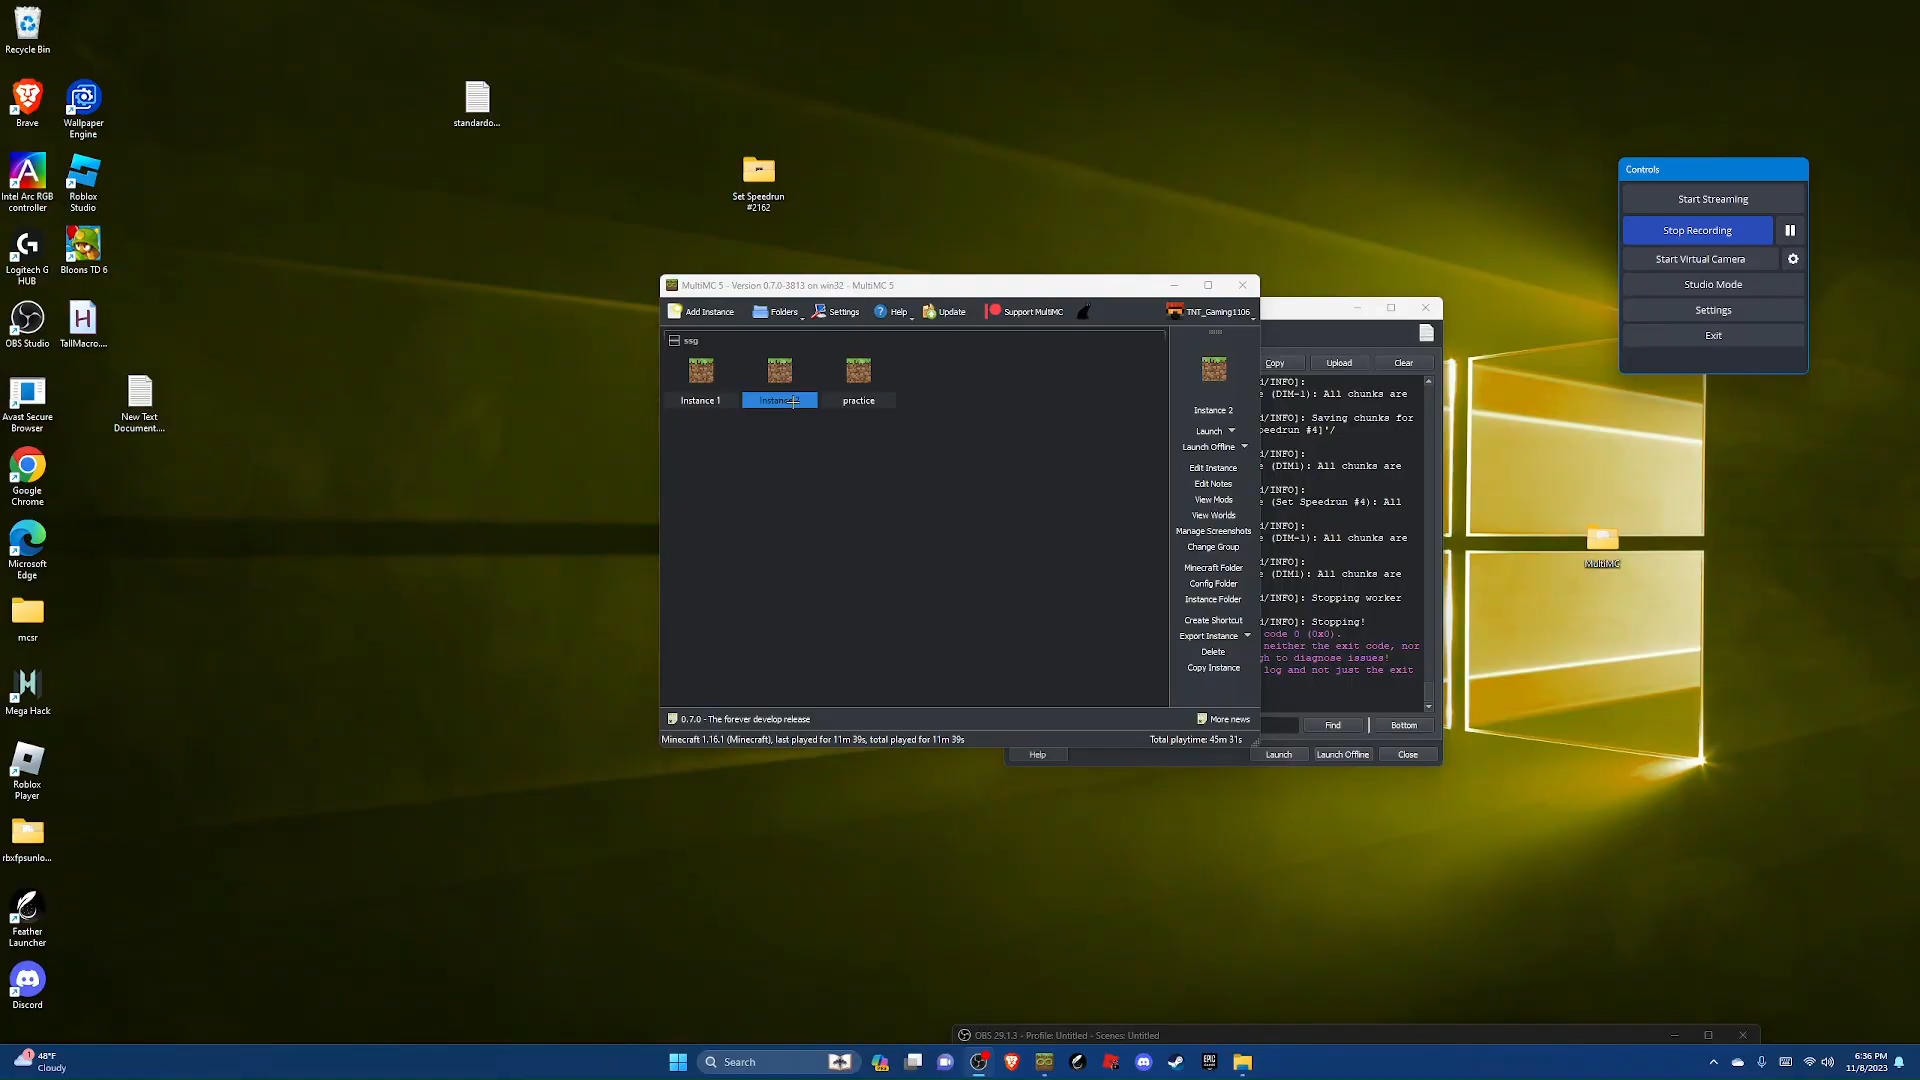 Recycle Bin
Brave
Wallpaper
Engine
Intel Arc RGB
controller
Roblox
Studio
Logitech G
HUB
Bloons TD 6
OBS Studio
TallMacro....
Avast Secure
Browser
New Text
Document....
Google
Chrome
Microsoft
Edge
mcsr
Mega Hack
Roblox
Player
rbxfpsunlo...
Feather
Launcher
Discord
standardo...
Set Speedrun
#2162
MultiMC
MultiMC 5 - Version 0.7.0-3813 on win32 - MultiMC 5
Add Instance
Folders
Settings
Help
Update
Support MultiMC
TNT_Gaming1106
ssg
Instance 1
practice
Instance 2
Launch
Launch Offline
Edit Instance
Edit Notes
View Mods
View Worlds
Manage Screenshots
Change Group
Minecraft Folder
Config Folder
Instance Folder
Create Shortcut
Export Instance
Delete
Copy Instance
0.7.0 - The forever develop release
More news
Minecraft 1.16.1 (Minecraft), last played for 11m 39s, total played for 11m 39s
Total playtime: 45m 31s
Copy
Upload
Clear
d/INFO]:
(DIM-1): All chunks are
d/INFO]: Saving chunks for
peedrun #4]'/
d/INFO]:
e (DIM1): All chunks are
d/INFO]:
e (Set Speedrun #4): All
d/INFO]:
e (DIM-1): All chunks are
d/INFO]:
e (DIM1): All chunks are
d/INFO]: Stopping worker
d/INFO]: Stopping!
code 0 (0x0).
neither the exit code, nor
gh to diagnose issues!
log and not just the exit
Find
Bottom
Help
Launch
Launch Offline
Close
Controls
Start Streaming
Stop Recording
Start Virtual Camera
Studio Mode
Settings
Exit
OBS 29.1.3 - Profile: Untitled - Scenes: Untitled
48°F
Cloudy
Search
6:36 PM
11/8/2023